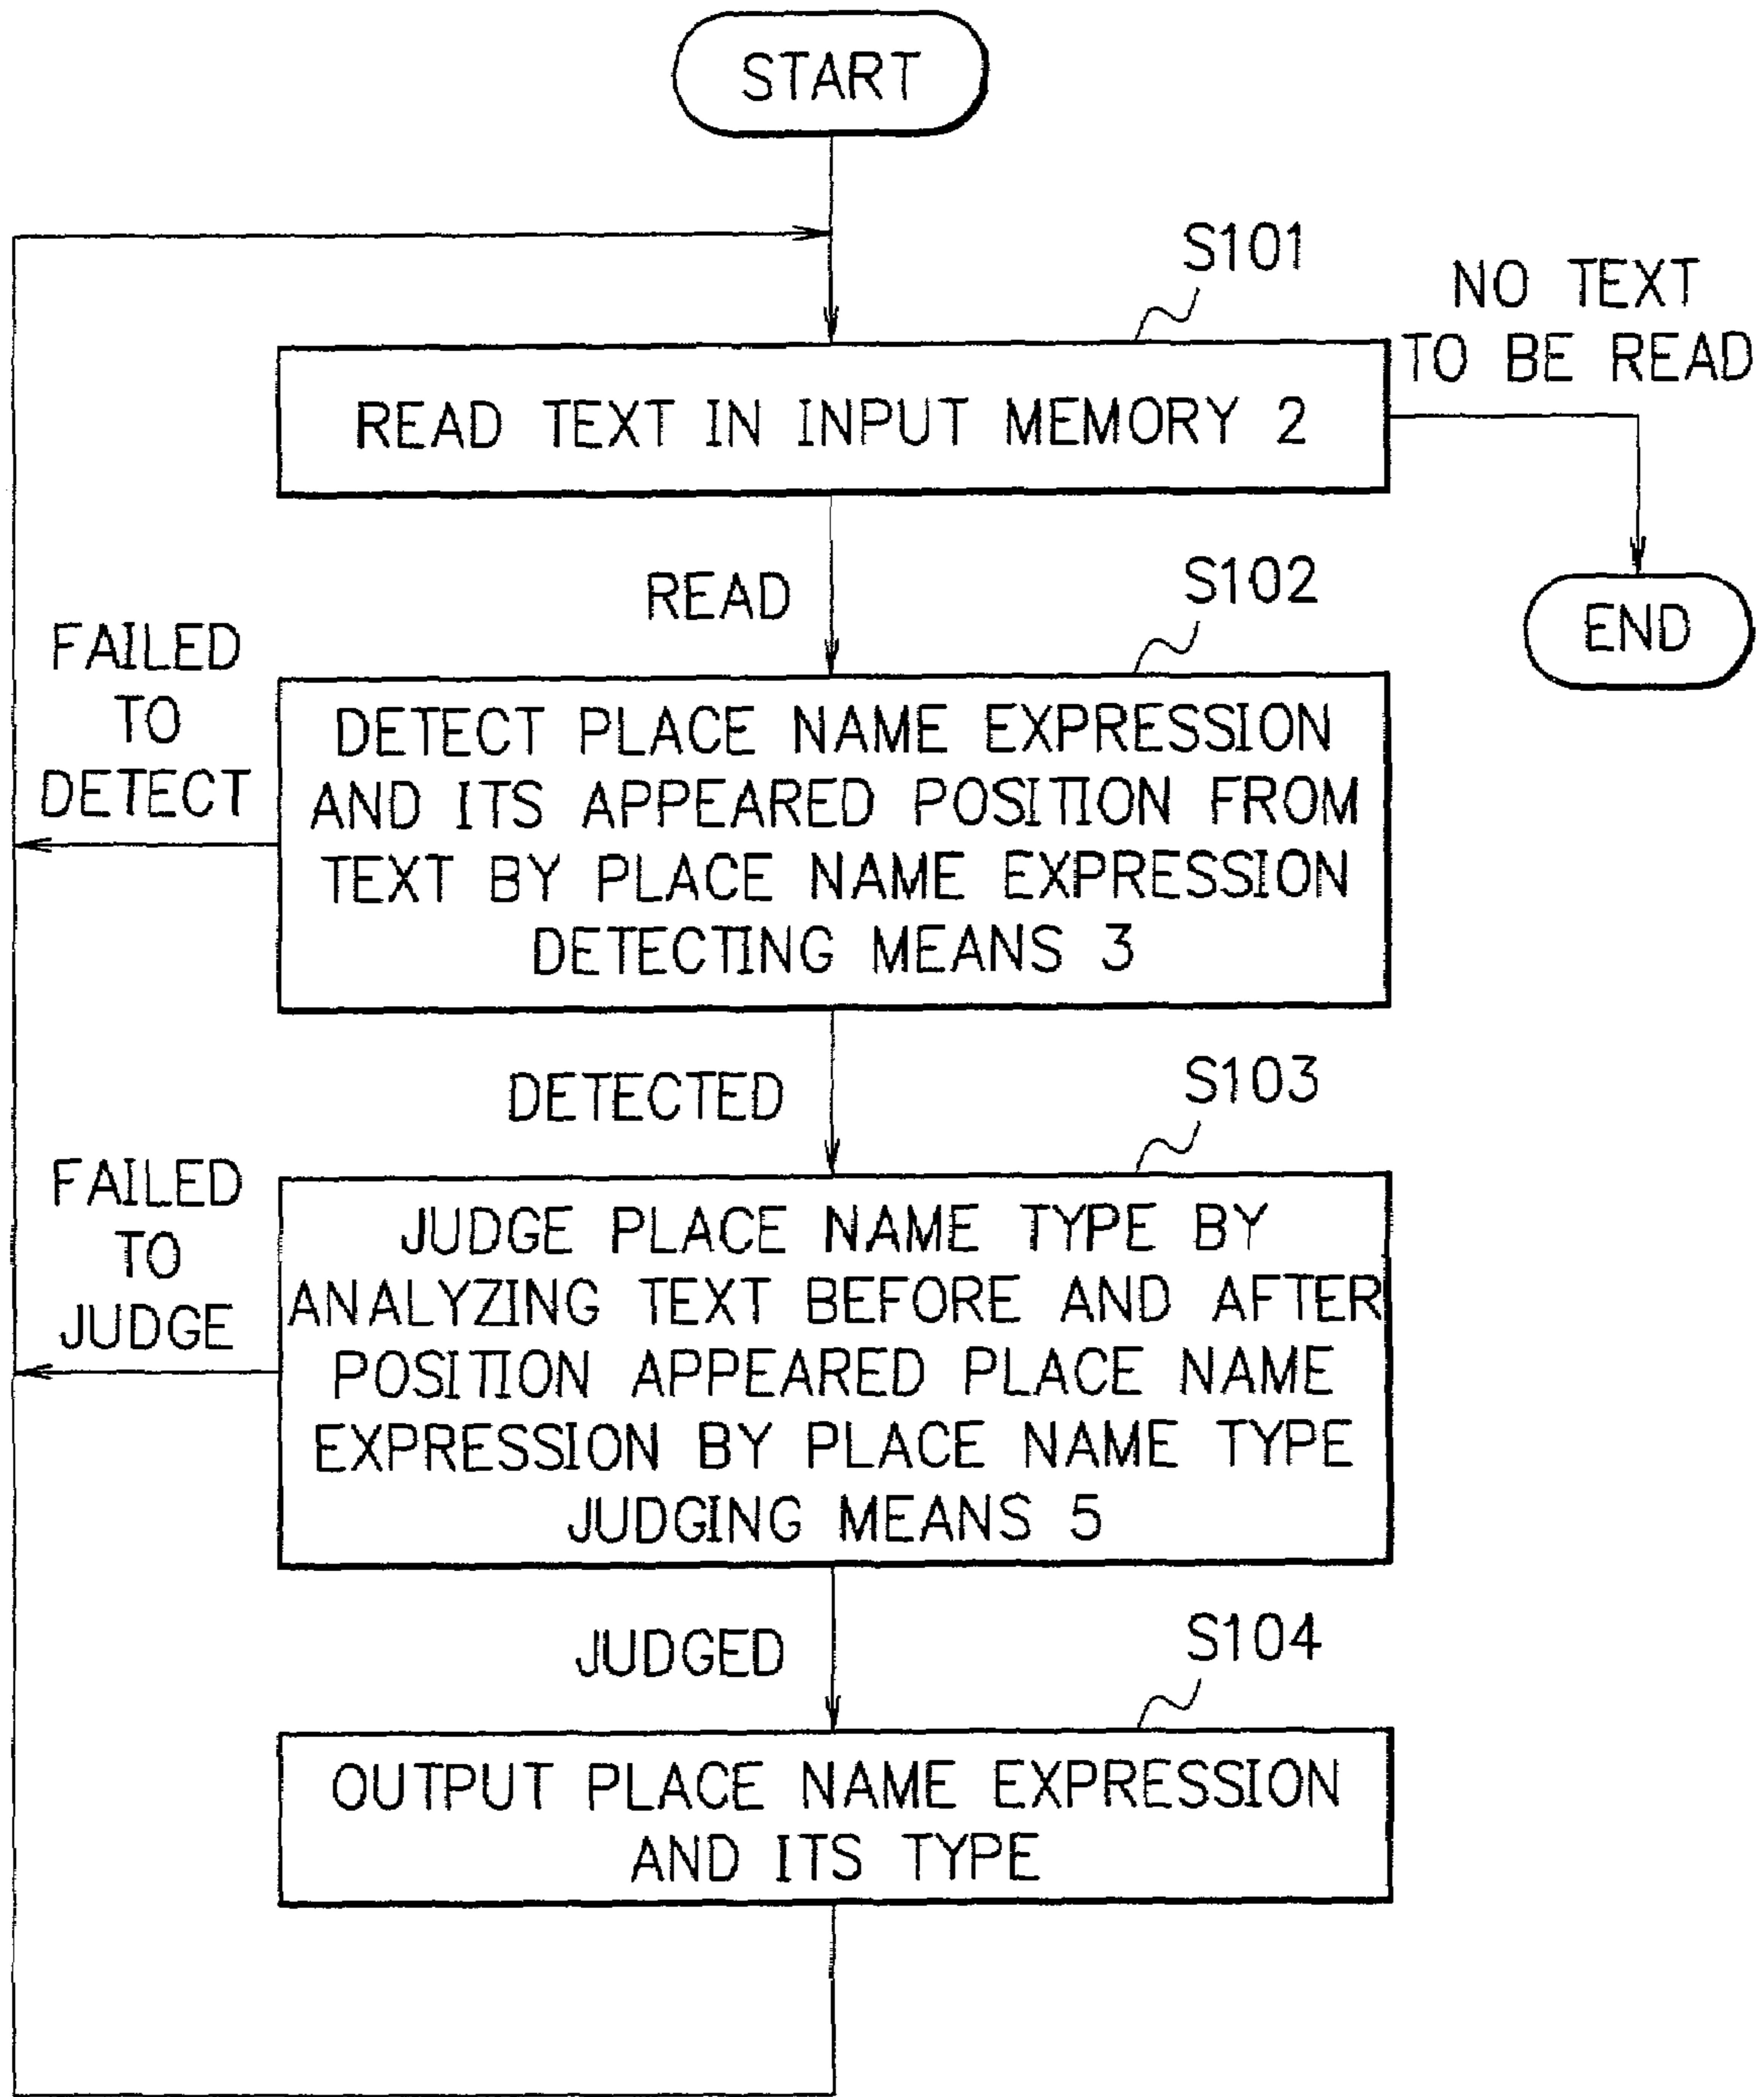 START
S101
NO TEXT
TO BE READ
READ TEXT IN INPUT MEMORY 2
READ
S102
END
FAILED
TO
DETECT
DETECT PLACE NAME EXPRESSION
AND ITS APPEARED POSITION FROM
TEXT BY PLACE NAME EXPRESSION
DETECTING MEANS 3
DETECTED
S103
FAILED
TO
JUDGE
JUDGE PLACE NAME TYPE BY
ANALYZING TEXT BEFORE AND AFTER
POSITION APPEARED PLACE NAME
EXPRESSION BY PLACE NAME TYPE
JUDGING MEANS 5
JUDGED
S104
OUTPUT PLACE NAME EXPRESSION
AND ITS TYPE